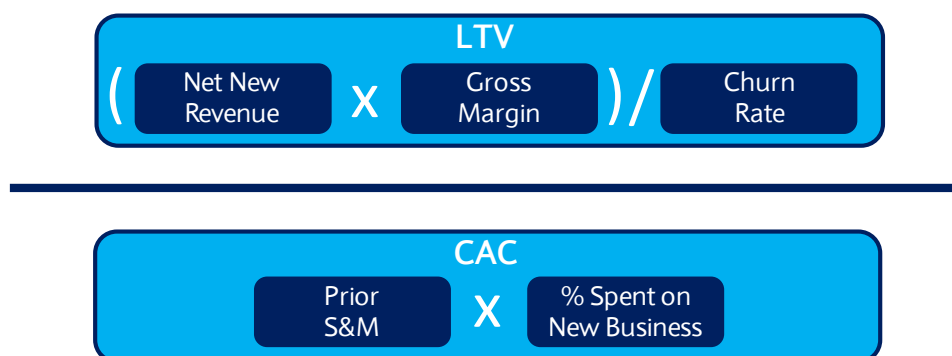 LTV
( Net New Revenue x Gross Margin ) / Churn Rate
CAC
Prior S&M x % Spent on New Business